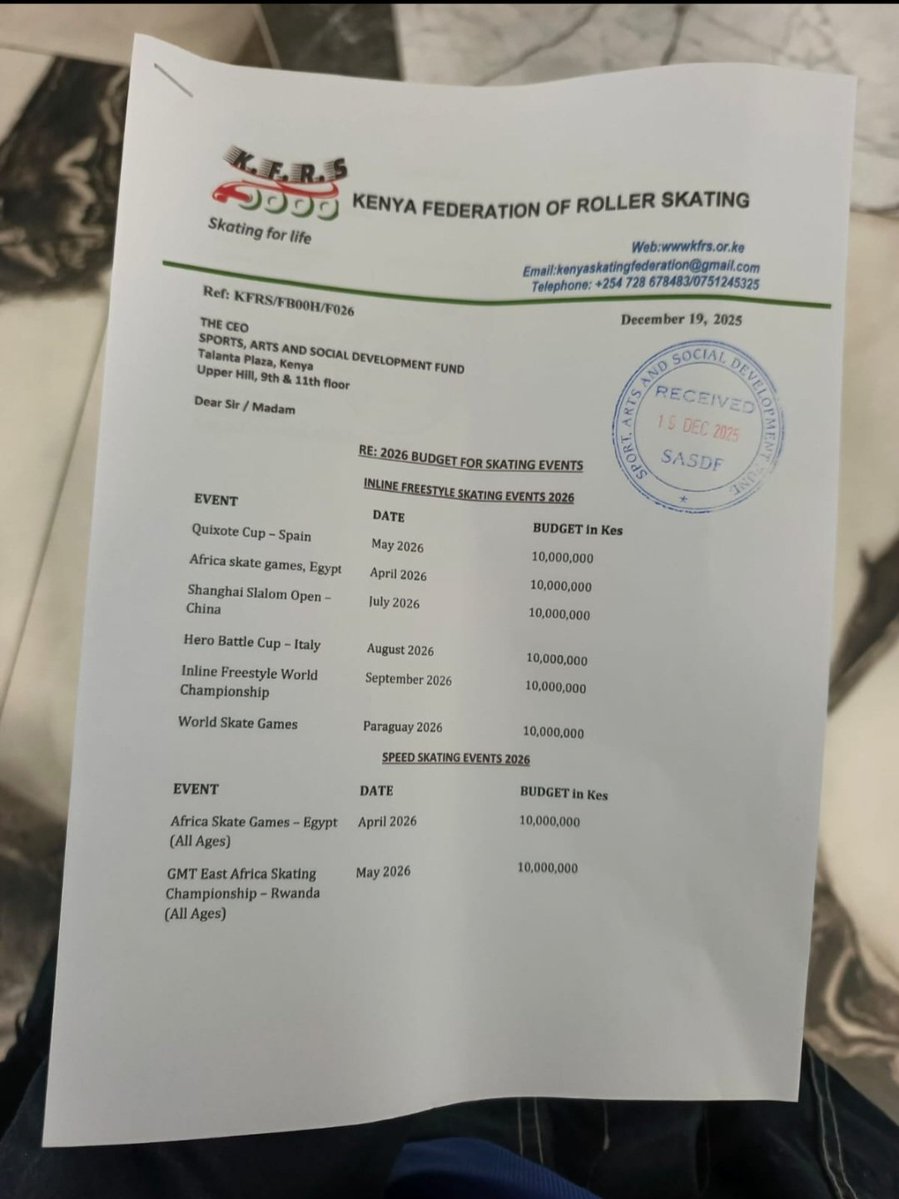 K.F.R.S
Skating for life
KENYA FEDERATION OF ROLLER SKATING
Web:wwwkfrs.or.ke
Email:kenyaskatingfederation@gmail.com
Telephone: +254 728 678483/0751245325
Ref: KFRS/FB00H/F026
December 19, 2025
THE CEO
SPORTS, ARTS AND SOCIAL DEVELOPMENT FUND
Talanta Plaza, Kenya
Upper Hill, 9th & 11th floor
Dear Sir / Madam
SPORT, ARTS AND SOCIAL DEVELOPMENT FUND
RECEIVED
DEC 2025
SASDF
RE: 2026 BUDGET FOR SKATING EVENTS
INLINE FREESTYLE SKATING EVENTS 2026
EVENT DATE BUDGET in Kes
Quixote Cup – Spain May 2026 10,000,000
Africa skate games, Egypt April 2026 10,000,000
Shanghai Slalom Open – July 2026 10,000,000
China
Hero Battle Cup – Italy August 2026 10,000,000
Inline Freestyle World September 2026 10,000,000
Championship
World Skate Games Paraguay 2026 10,000,000
SPEED SKATING EVENTS 2026
EVENT DATE BUDGET in Kes
Africa Skate Games – Egypt April 2026 10,000,000
(All Ages)
GMT East Africa Skating May 2026 10,000,000
Championship – Rwanda
(All Ages)